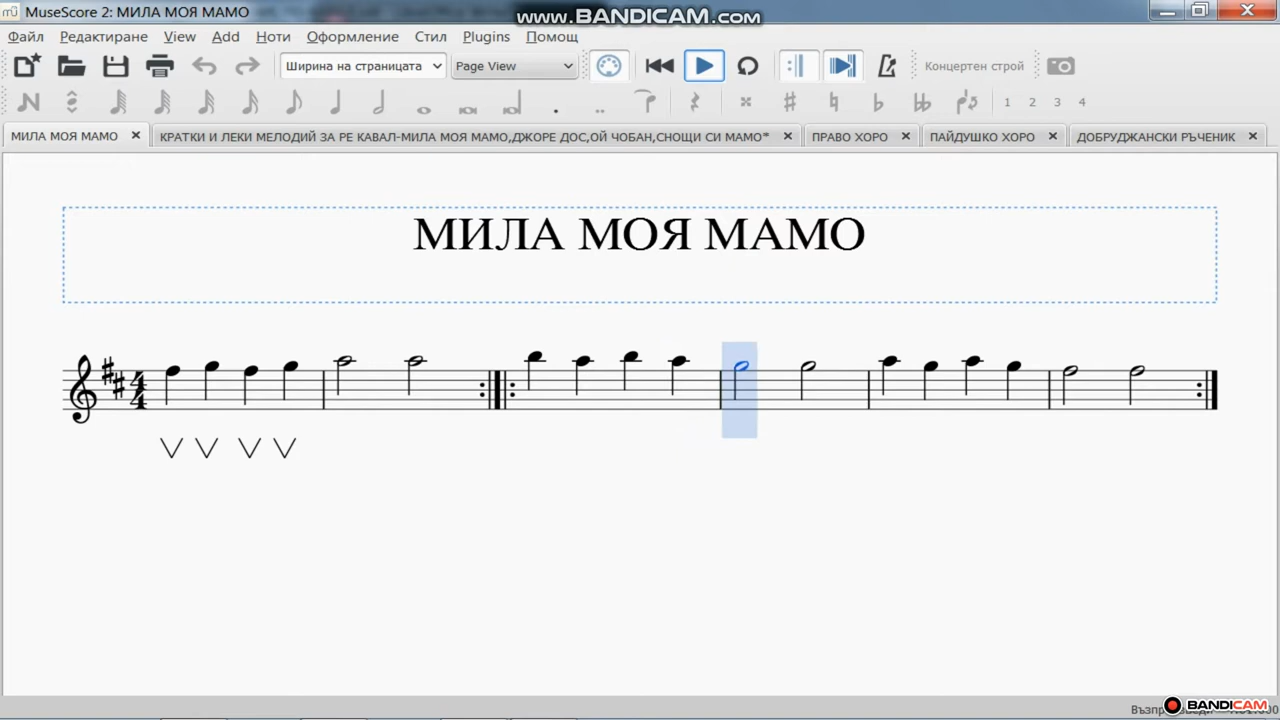 MuseScore 2: МИЛА МОЯ МАМО
www.BANDICAM.com
Файл Редактиране View Add Ноти Оформление Стил Plugins Помощ
Ширина на страницата Page View Концертен строй
1 2 3 4
МИЛА МОЯ МАМО КРАТКИ И ЛЕКИ МЕЛОДИЙ ЗА РЕ КАВАЛ-МИЛА МОЯ МАМО,ДЖОРЕ ДОС,ОЙ ЧОБАН,СНОЩИ СИ МАМО* ПРАВО ХОРО ПАЙДУШКО ХОРО ДОБРУДЖАНСКИ РЪЧЕНИК
МИЛА МОЯ МАМО
4
4
BANDICAM